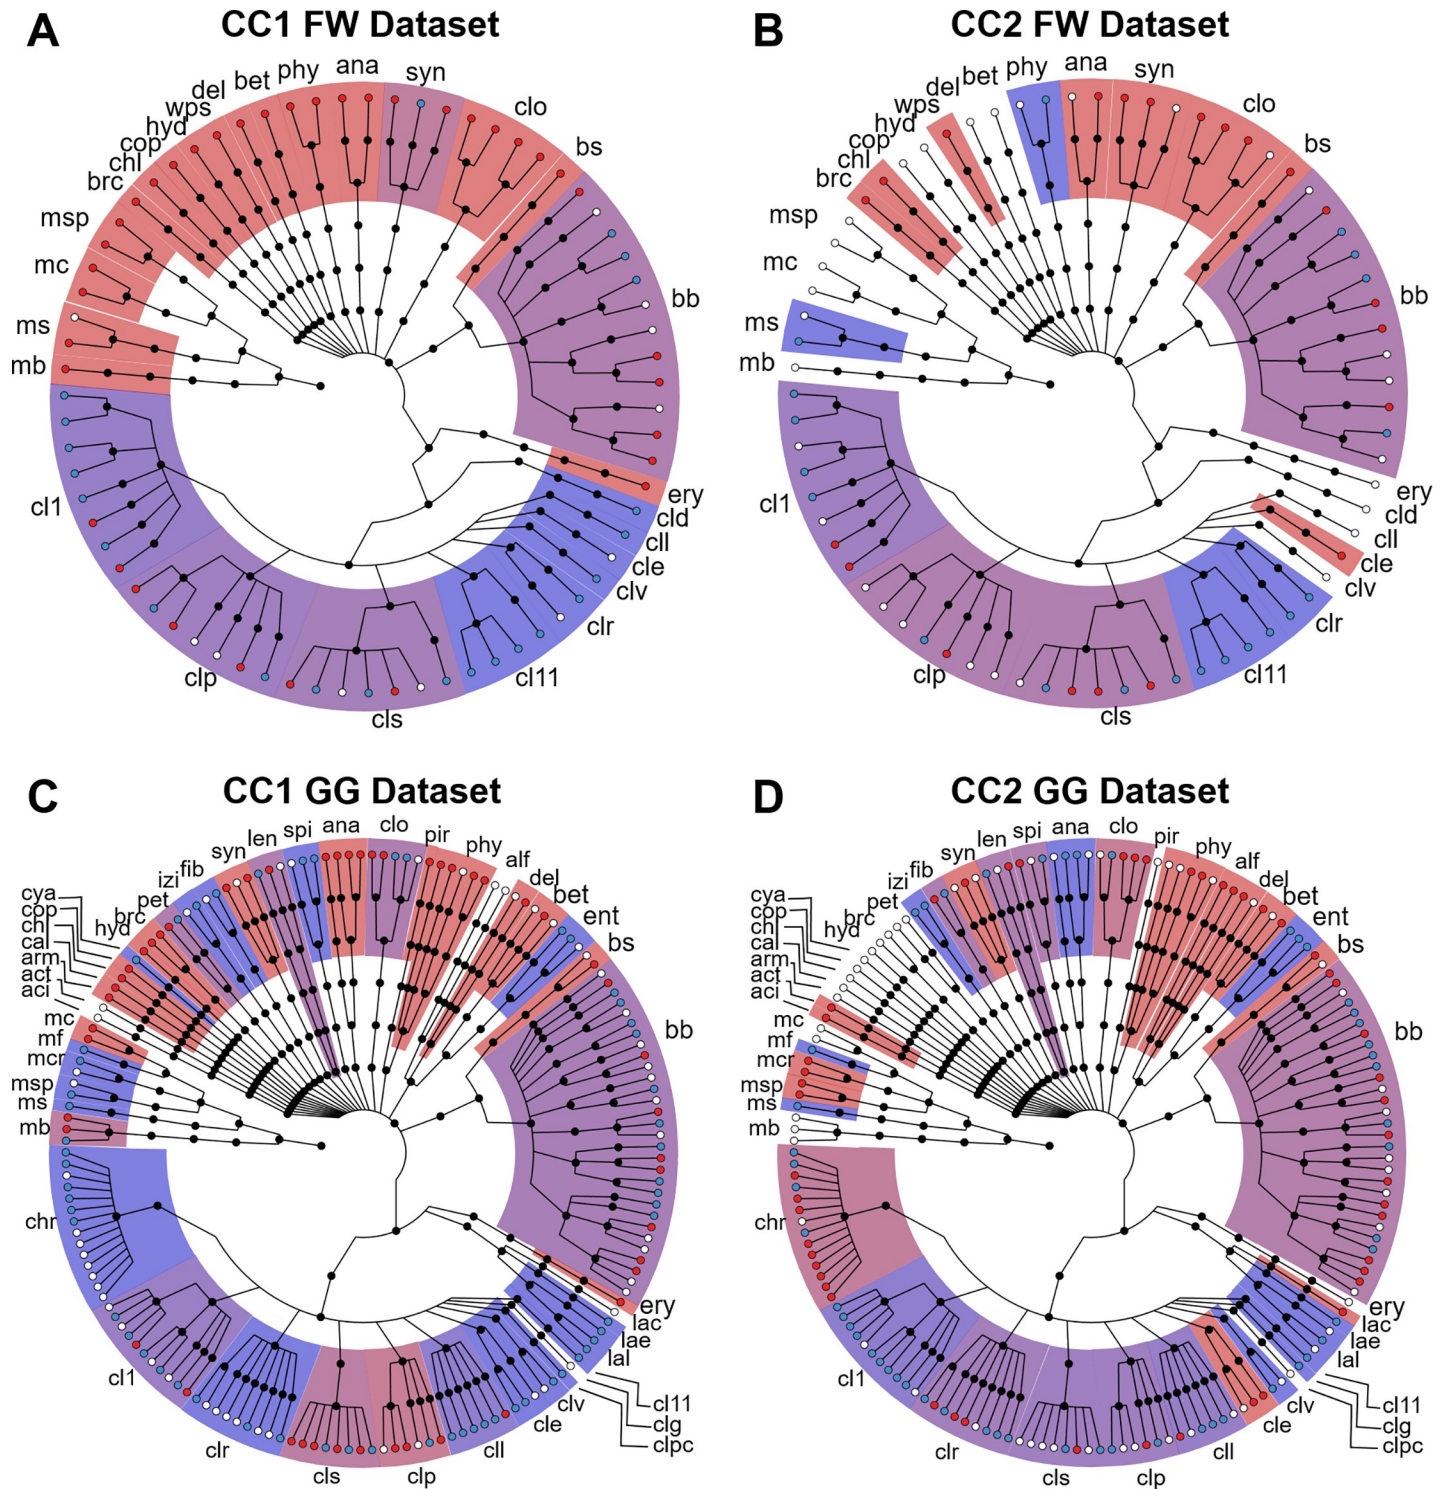 A
CC1 FW Dataset
mb
ms
mc
msp
brc
chl
cop
hyd
wps
del
bet
phy
ana
syn
clo
bs
bb
ery
cld
cll
cle
clv
clr
cl11
cls
clp
cl1
B
CC2 FW Dataset
mb
ms
mc
msp
brc
chl
cop
hyd
wps
del
bet
phy
ana
syn
clo
bs
bb
ery
cld
cll
cle
clv
clr
cl11
cls
clp
cl1
C
CC1 GG Dataset
mb
ms
msp
mcr
mf
mc
aci
act
arm
cal
chl
cop
cya
hyd
brc
pet
izi
fib
syn
len
spi
ana
clo
pir
phy
alf
del
bet
ent
bs
bb
ery
lac
lae
lal
cl11
clg
clpc
clv
cle
cll
clp
cls
clr
cl1
chr
D
CC2 GG Dataset
mb
ms
msp
mcr
mf
mc
aci
act
arm
cal
chl
cop
cya
hyd
brc
pet
izi
fib
syn
len
spi
ana
clo
pir
phy
alf
del
bet
ent
bs
bb
ery
lac
lae
lal
cl11
clg
clpc
clv
cle
cll
clp
cls
clr
cl1
chr